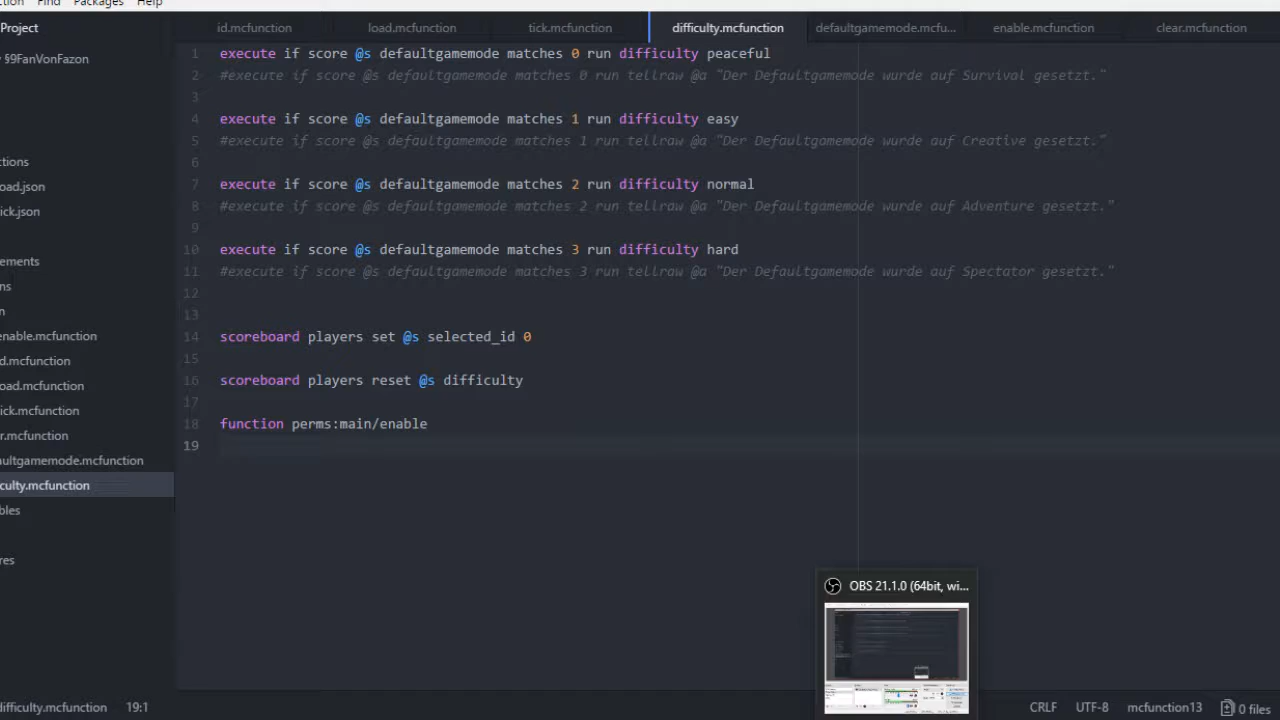 ction Find Packages Help
Project
id.mcfunction load.mcfunction tick.mcfunction difficulty.mcfunction defaultgamemode.mcfu... enable.mcfunction clear.mcfunction
§9FanVonFazon
ctions
oad.json
ick.json
ements
ns
n
enable.mcfunction
d.mcfunction
oad.mcfunction
ick.mcfunction
r.mcfunction
aultgamemode.mcfunction
culty.mcfunction
bles
res
1 execute if score @s defaultgamemode matches 0 run difficulty peaceful
2 #execute if score @s defaultgamemode matches 0 run tellraw @a "Der Defaultgamemode wurde auf Survival gesetzt."
3
4 execute if score @s defaultgamemode matches 1 run difficulty easy
5 #execute if score @s defaultgamemode matches 1 run tellraw @a "Der Defaultgamemode wurde auf Creative gesetzt."
6
7 execute if score @s defaultgamemode matches 2 run difficulty normal
8 #execute if score @s defaultgamemode matches 2 run tellraw @a "Der Defaultgamemode wurde auf Adventure gesetzt."
9
10 execute if score @s defaultgamemode matches 3 run difficulty hard
11 #execute if score @s defaultgamemode matches 3 run tellraw @a "Der Defaultgamemode wurde auf Spectator gesetzt."
12
13
14 scoreboard players set @s selected_id 0
15
16 scoreboard players reset @s difficulty
17
18 function perms:main/enable
19
OBS 21.1.0 (64bit, wi...
difficulty.mcfunction 19:1 CRLF UTF-8 mcfunction13 0 files